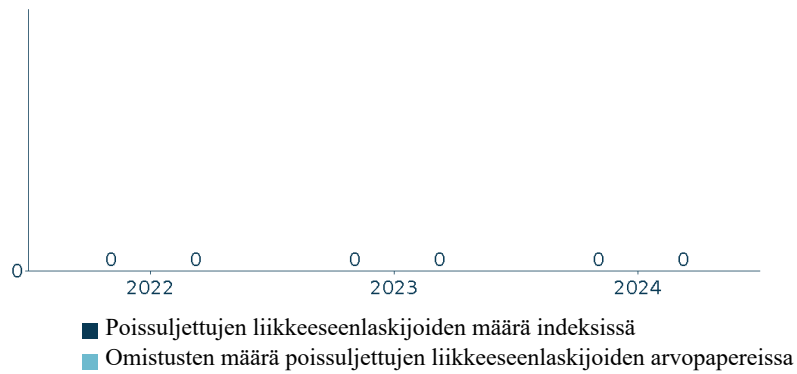 0 0 0 0 0 0
0
2022 2023 2024
Poissuljettujen liikkeeseenlaskijoiden määrä indeksissä
Omistusten määrä poissuljettujen liikkeeseenlaskijoiden arvopapereissa